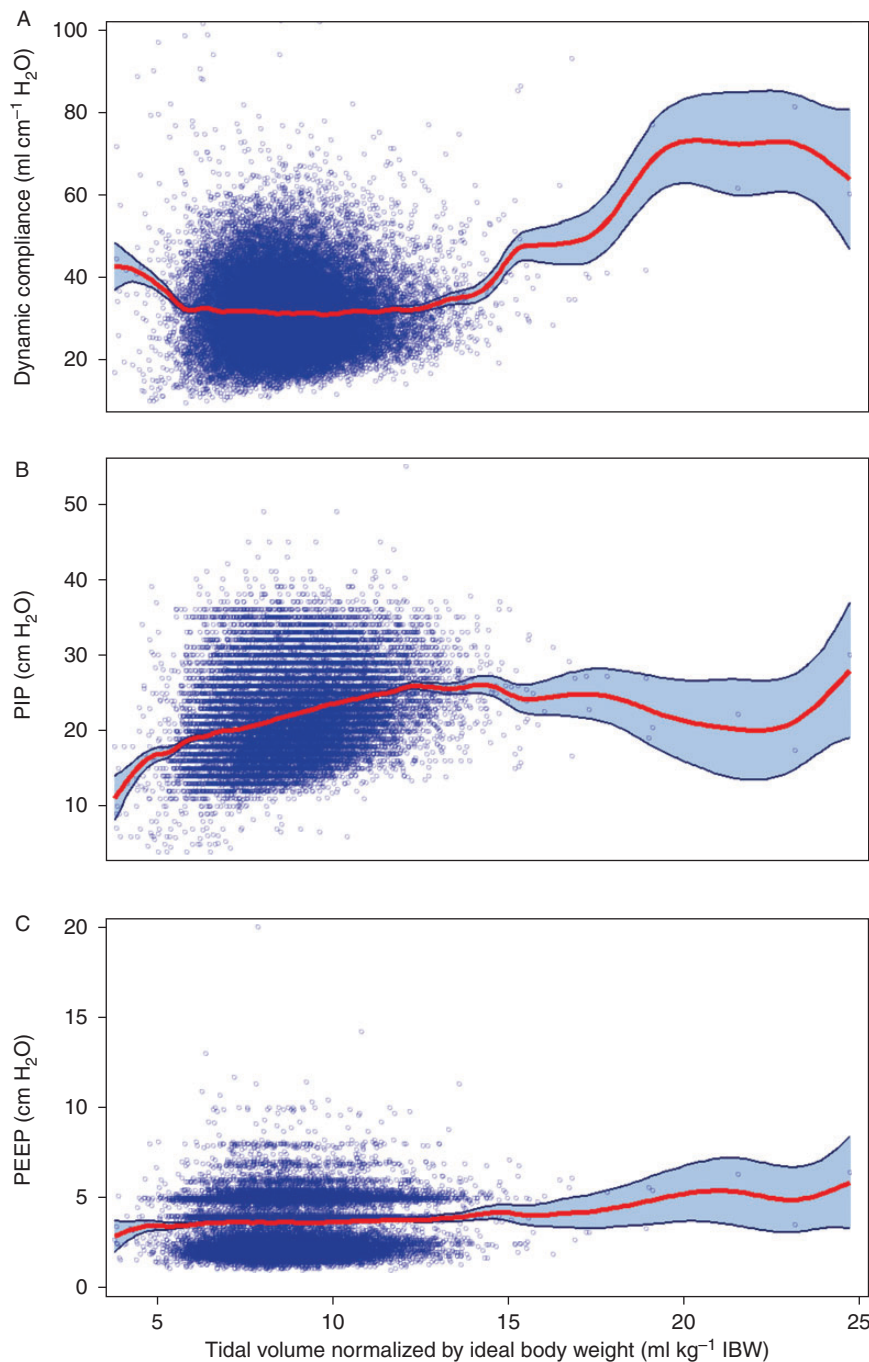 A
Dynamic compliance (ml cm⁻¹ H₂O)
100
80
60
40
20
B
PIP (cm H₂O)
50
40
30
20
10
C
PEEP (cm H₂O)
20
15
10
5
0
5 10 15 20 25
Tidal volume normalized by ideal body weight (ml kg⁻¹ IBW)